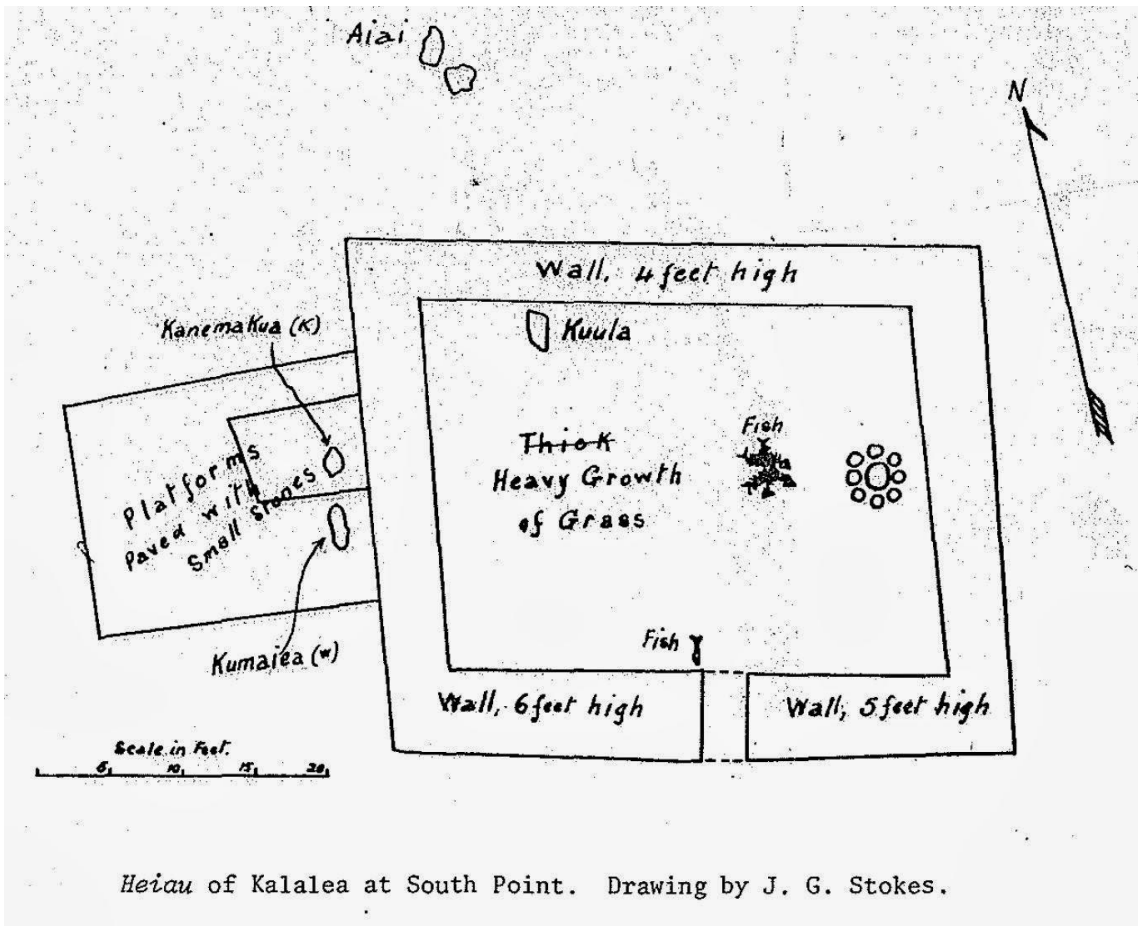 Aiai
N
Wall, 4 feet high
Kanemakua (K)
Kuula
Fish
Thick
Heavy Growth
of Grass
Platforms
Paved with
Small Stones
Fish
Kumaiea (w)
Wall, 6 feet high
Wall, 5 feet high
Scale in Feet.
5 10 15 20
Heiau of Kalalea at South Point. Drawing by J. G. Stokes.